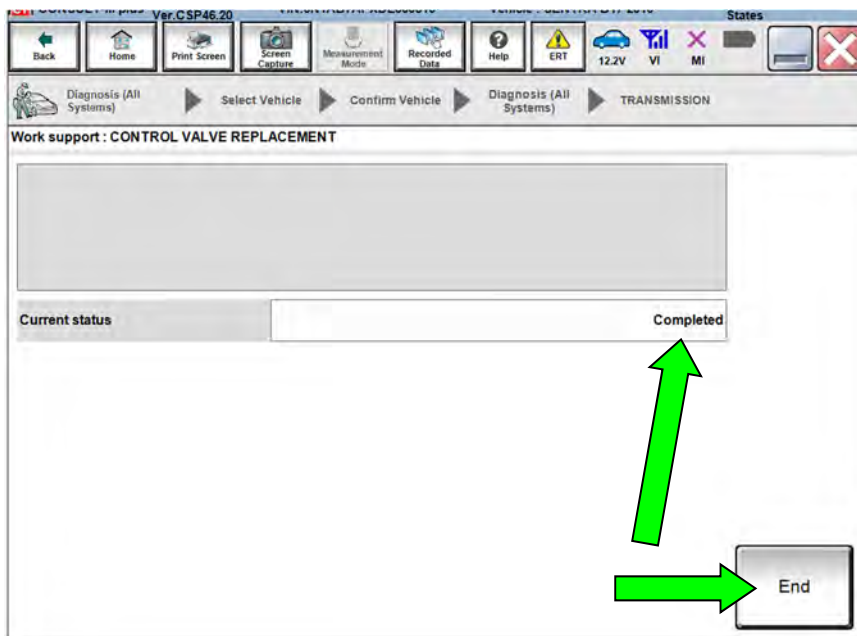 Ver.CSP46.20 States
Back Home Print Screen Screen Capture Measurement Mode Recorded Data Help ERT 12.2V VI MI
Diagnosis (All Systems) Select Vehicle Confirm Vehicle Diagnosis (All Systems) TRANSMISSION
Work support : CONTROL VALVE REPLACEMENT
Current status Completed
End